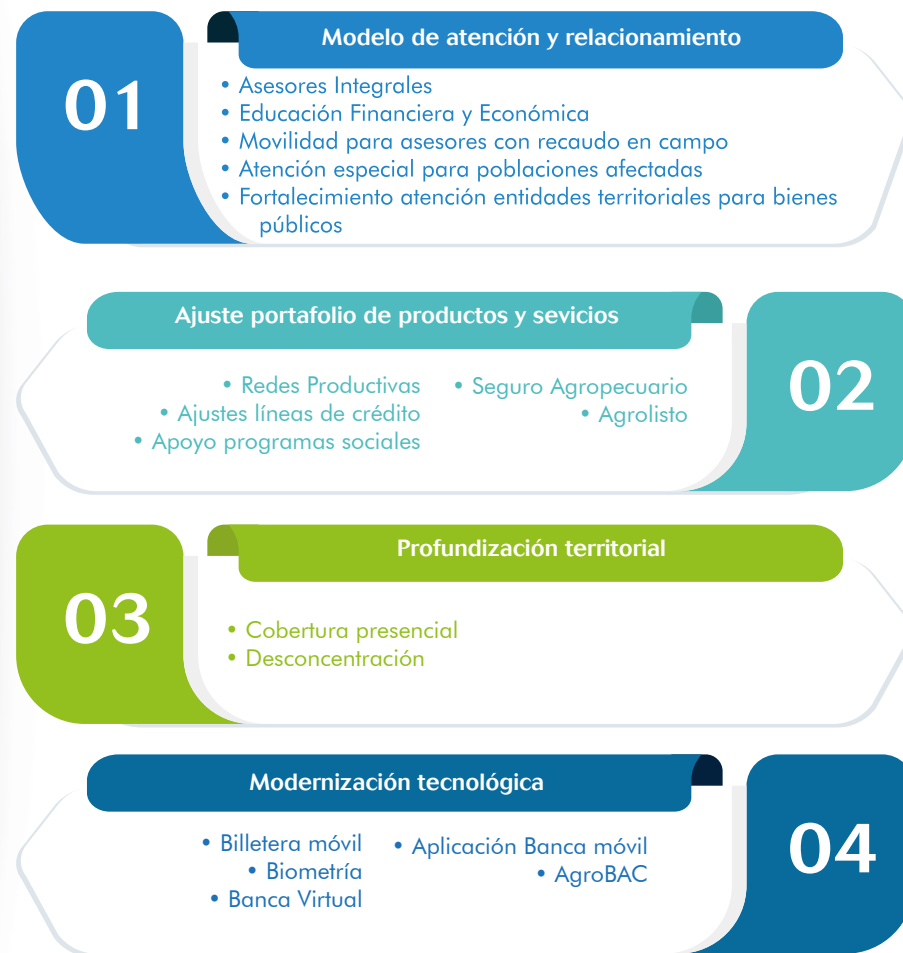 01
Modelo de atención y relacionamiento
• Asesores Integrales
• Educación Financiera y Económica
• Movilidad para asesores con recaudo en campo
• Atención especial para poblaciones afectadas
• Fortalecimiento atención entidades territoriales para bienes
públicos
Ajuste portafolio de productos y sevicios
02
• Redes Productivas
• Ajustes líneas de crédito
• Apoyo programas sociales
• Seguro Agropecuario
• Agrolisto
03
Profundización territorial
• Cobertura presencial
• Desconcentración
Modernización tecnológica
04
• Billetera móvil
• Biometría
• Banca Virtual
• Aplicación Banca móvil
• AgroBAC